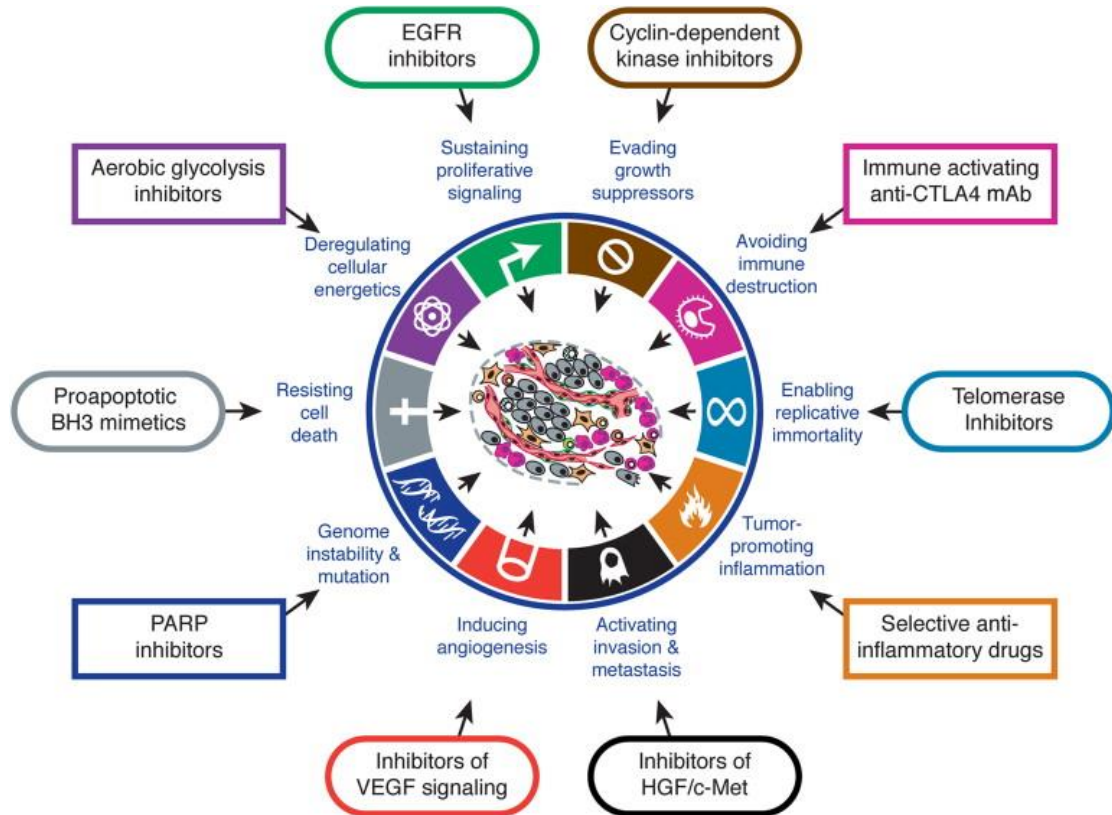 EGFR
inhibitors
Cyclin-dependent
kinase inhibitors
Sustaining
proliferative
signaling
Evading
growth
suppressors
Aerobic glycolysis
inhibitors
Immune activating
anti-CTLA4 mAb
Deregulating
cellular
energetics
Avoiding
immune
destruction
Proapoptotic
BH3 mimetics
Resisting
cell
death
Enabling
replicative
immortality
Telomerase
Inhibitors
Genome
instability &
mutation
Tumor-
promoting
inflammation
PARP
inhibitors
Inducing
angiogenesis
Activating
invasion &
metastasis
Selective anti-
inflammatory drugs
Inhibitors of
VEGF signaling
Inhibitors of
HGF/c-Met